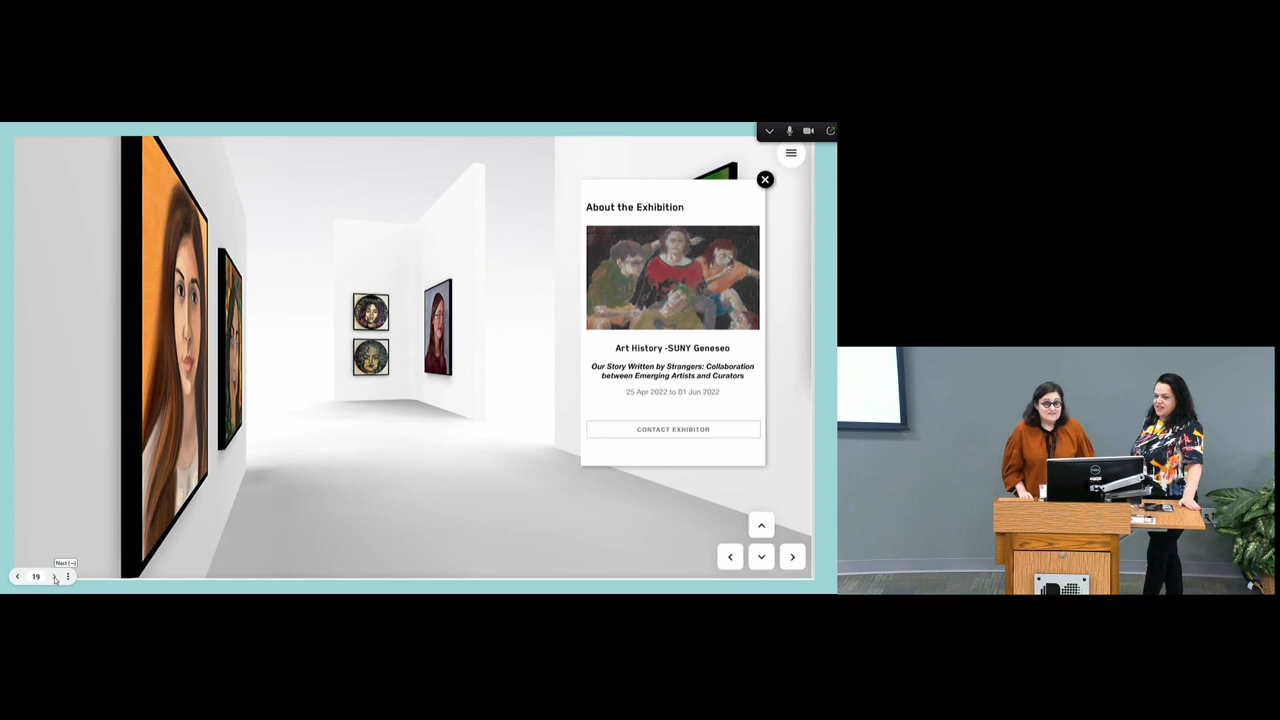 About the Exhibition
Art History -SUNY Geneseo
Our Story Written by Strangers: Collaboration
between Emerging Artists and Curators
25 Apr 2022 to 01 Jun 2022
CONTACT EXHIBITOR
Next (→)
19
DELL